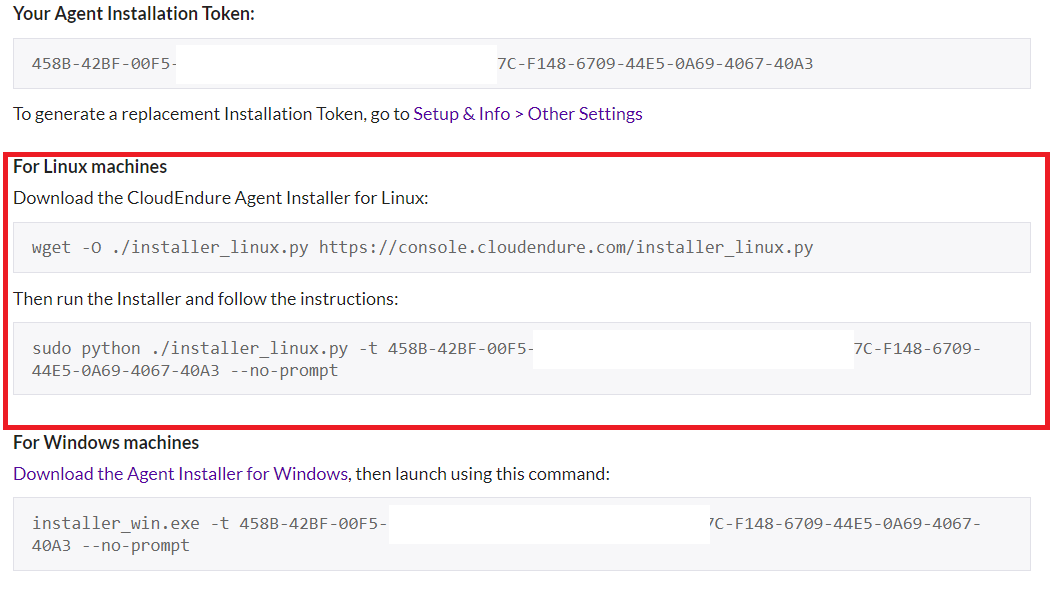 Your Agent Installation Token:
458B-42BF-00F5- 7C-F148-6709-44E5-0A69-4067-40A3
To generate a replacement Installation Token, go to Setup & Info > Other Settings
For Linux machines
Download the CloudEndure Agent Installer for Linux:
wget -O ./installer_linux.py https://console.cloudendure.com/installer_linux.py
Then run the Installer and follow the instructions:
sudo python ./installer_linux.py -t 458B-42BF-00F5- 7C-F148-6709-
44E5-0A69-4067-40A3 --no-prompt
For Windows machines
Download the Agent Installer for Windows, then launch using this command:
installer_win.exe -t 458B-42BF-00F5- 7C-F148-6709-44E5-0A69-4067-
40A3 --no-prompt